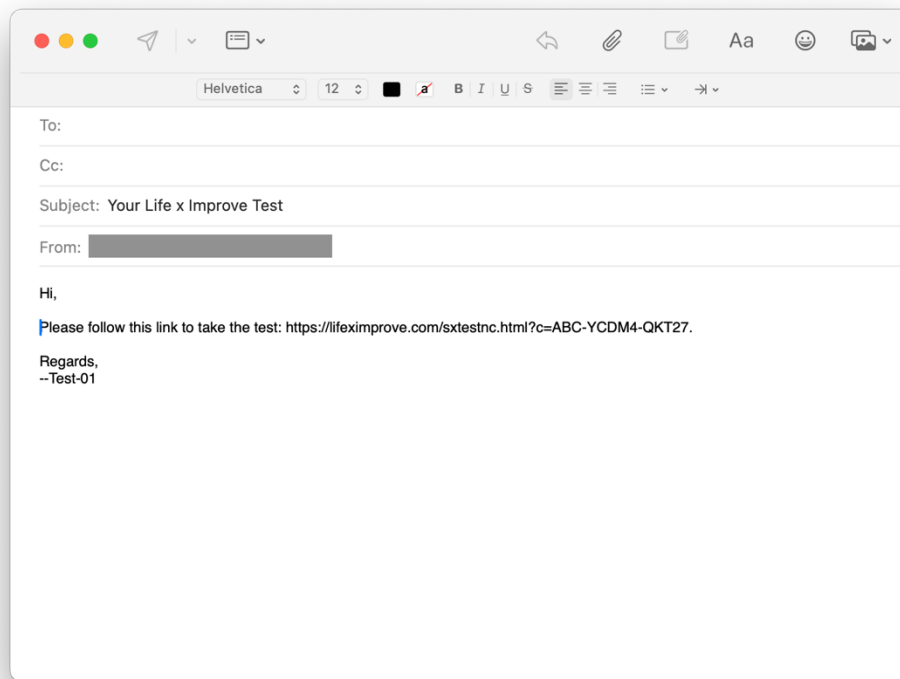 Aa
Helvetica 12 a B I U S
To:
Cc:
Subject: Your Life x Improve Test
From:
Hi,
Please follow this link to take the test: https://lifeximprove.com/sxtestnc.html?c=ABC-YCDM4-QKT27.
Regards,
--Test-01